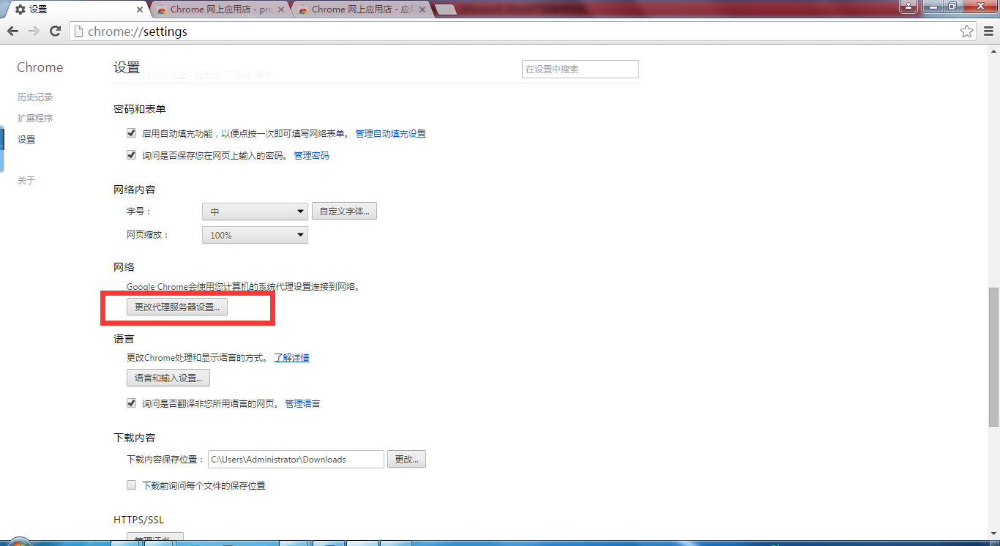 设置
Chrome 网上应用店 - pro
Chrome 网上应用店 - 应用
chrome://settings
Chrome
设置
在设置中搜索
历史记录
扩展程序
设置
关于
密码和表单
启用自动填充功能，以便点按一次即可填写网络表单。 管理自动填充设置
询问是否保存您在网页上输入的密码。 管理密码
网络内容
字号： 中 自定义字体...
网页缩放： 100%
网络
Google Chrome会使用您计算机的系统代理设置连接到网络。
更改代理服务器设置...
语言
更改Chrome处理和显示语言的方式。 了解详情
语言和输入设置...
询问是否翻译非您所用语言的网页。 管理语言
下载内容
下载内容保存位置： C:\Users\Administrator\Downloads 更改...
下载前询问每个文件的保存位置
HTTPS/SSL
管理证书...